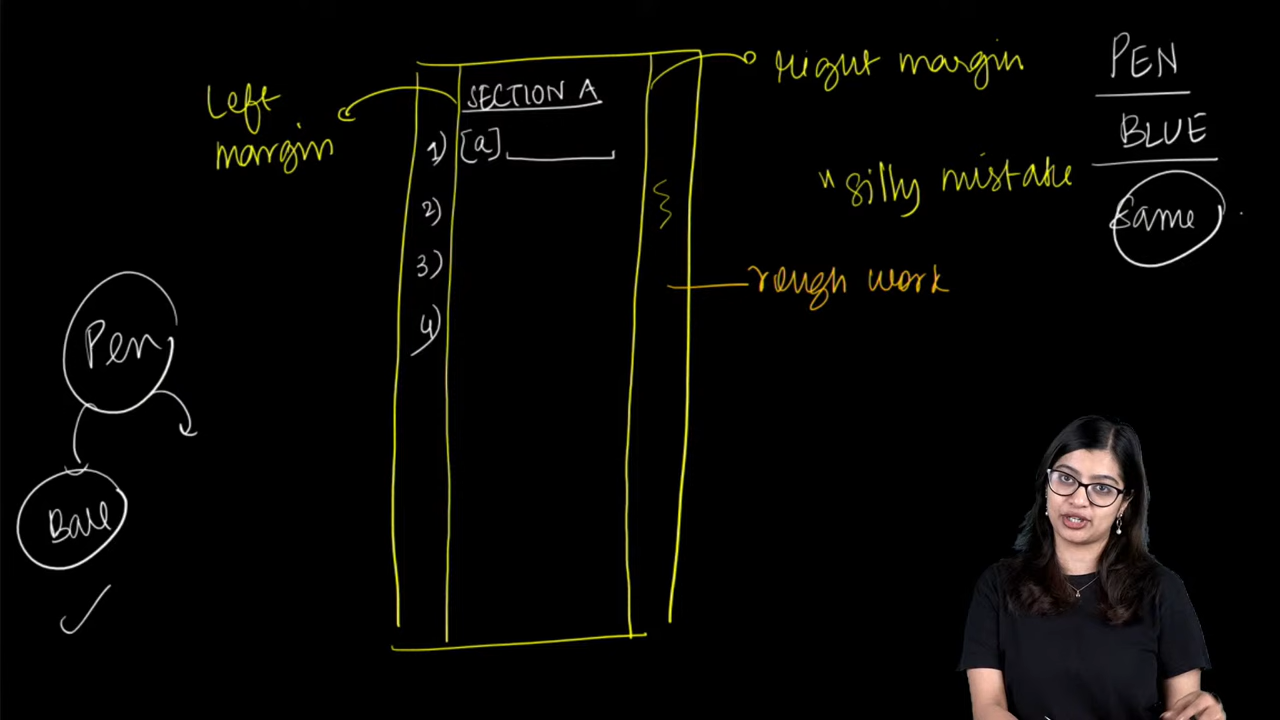 Left
margin
SECTION A
1) [a]
2)
3)
4)
Right margin
"silly mistake
rough work
PEN
BLUE
Same
Pen
Ball